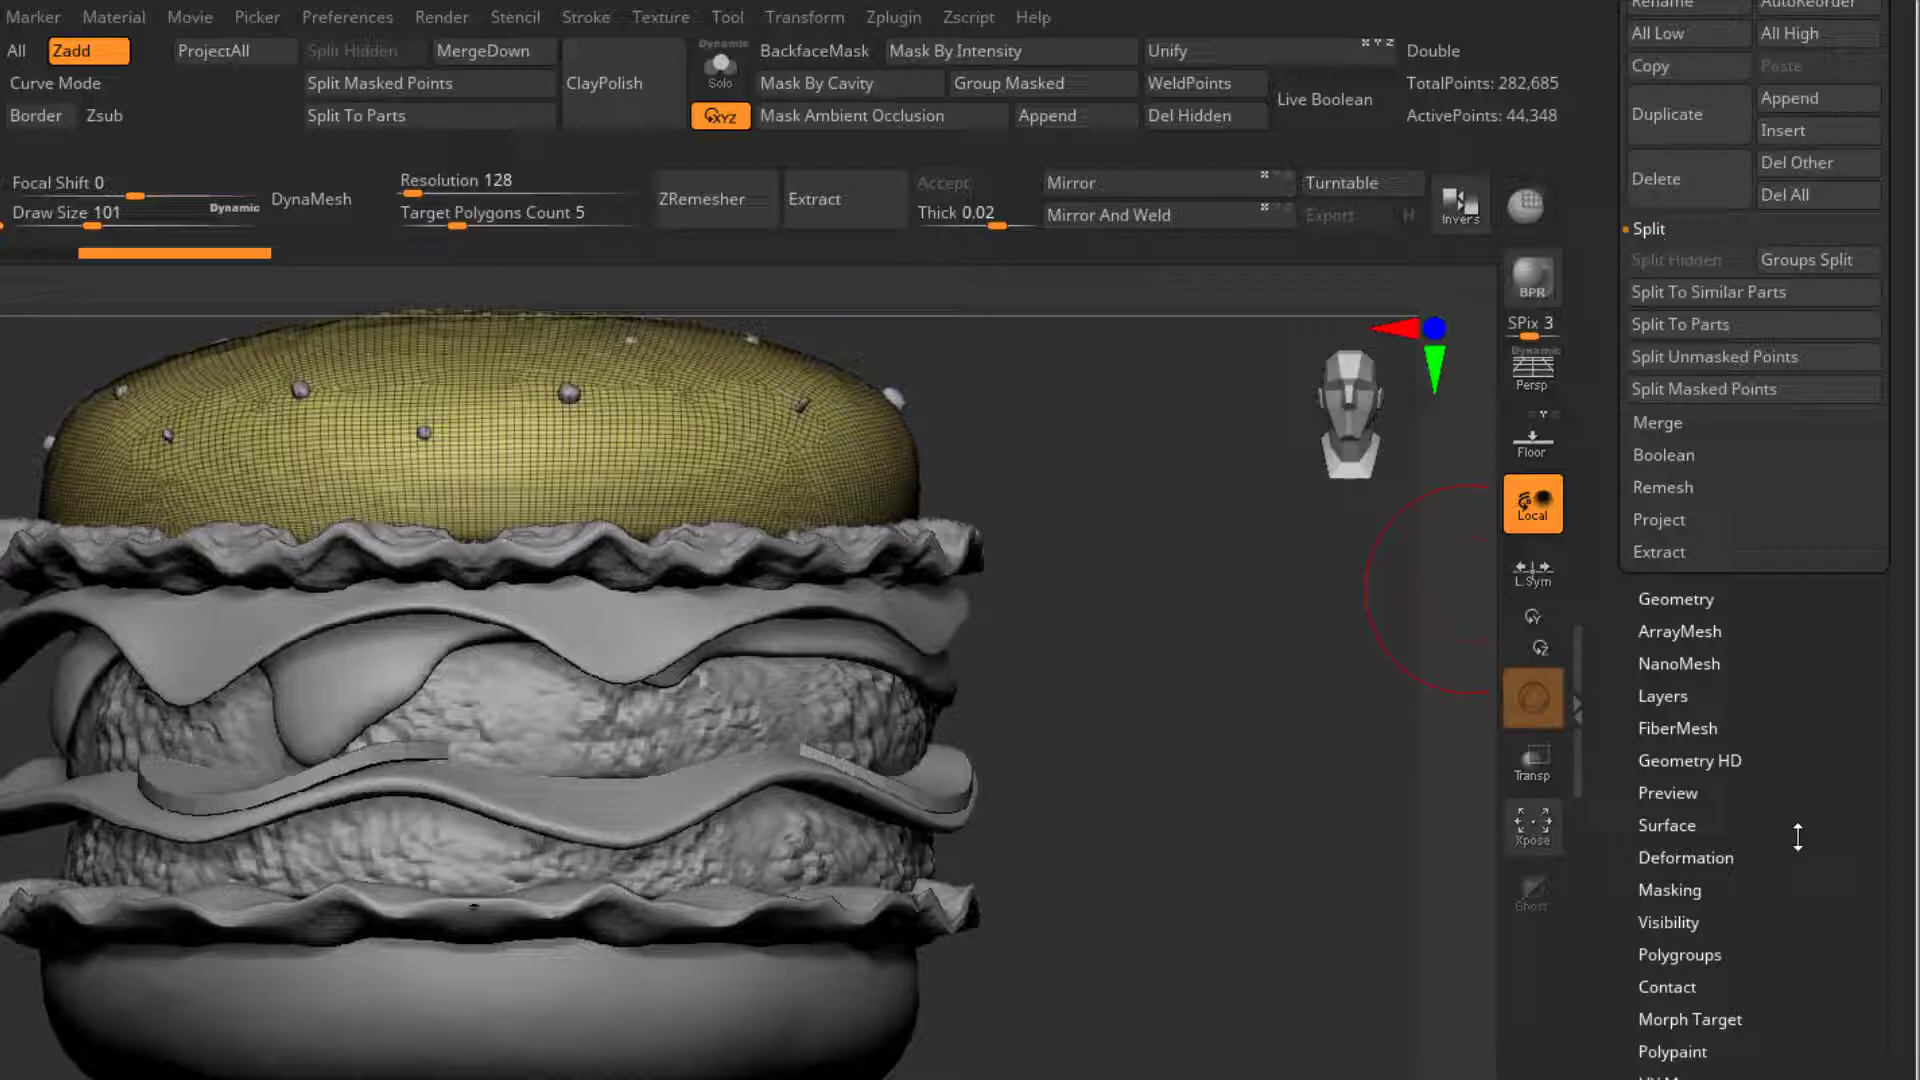 Marker Material Movie Picker Preferences Render Stencil Stroke Texture Tool Transform Zplugin Zscript Help
Rename AutoReorder
All Zadd ProjectAll Split Hidden MergeDown Dynamic BackfaceMask Mask By Intensity Unify X Y Z Double
All Low All High
Curve Mode Split Masked Points ClayPolish Solo Mask By Cavity Group Masked WeldPoints Live Boolean TotalPoints: 282,685
Copy Paste
Border Zsub Split To Parts XYZ Mask Ambient Occlusion Append Del Hidden ActivePoints: 44,348
Duplicate Append
Insert
Del Other
Delete
Del All
Focal Shift 0 DynaMesh Resolution 128 ZRemesher Extract Accept Mirror Turntable
Draw Size 101 Dynamic Target Polygons Count 5 Thick 0.02 Mirror And Weld Export H Invers
Split
Split Hidden Groups Split
Split To Similar Parts
Split To Parts
Split Unmasked Points
Split Masked Points
Merge
Boolean
Remesh
Project
Extract
BPR
SPix 3
Dynamic
Persp
Y
Floor
Local
L.Sym
Y
Z
Transp
Xpose
Ghost
Geometry
ArrayMesh
NanoMesh
Layers
FiberMesh
Geometry HD
Preview
Surface
Deformation
Masking
Visibility
Polygroups
Contact
Morph Target
Polypaint